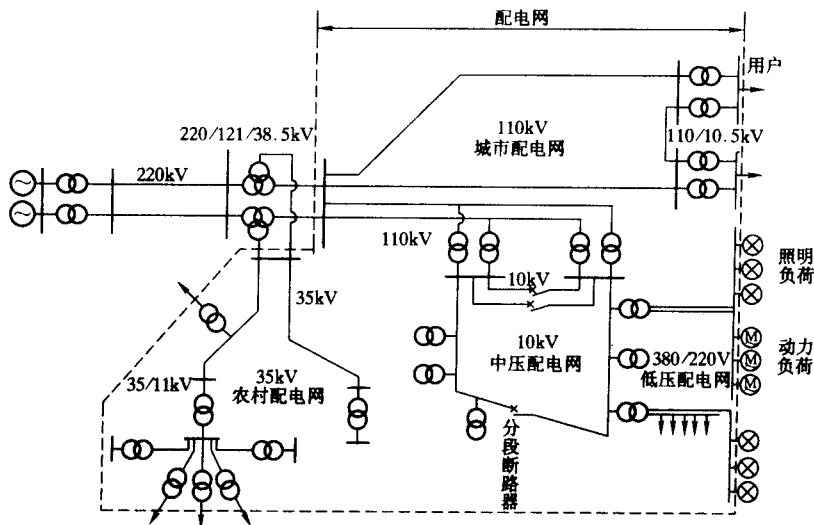 配电网
用户
220/121/38.5kV
110kV
城市配电网
110/10.5kV
220kV
110kV
10kV
照明
负荷
35kV
10kV
中压配电网
380/220V
低压配电网
动力
负荷
M
M
M
35/11kV
35kV
农村配电网
分段断路器